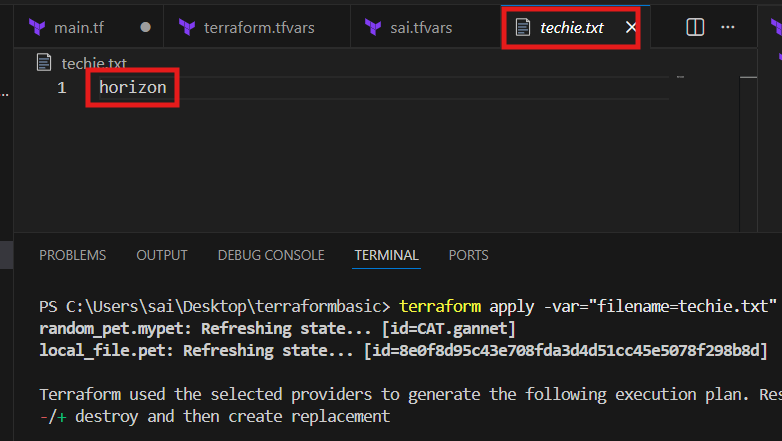 main.tf terraform.tfvars sai.tfvars techie.txt
techie.txt
1 horizon
PROBLEMS OUTPUT DEBUG CONSOLE TERMINAL PORTS
PS C:\Users\sai\Desktop\terraformbasic> terraform apply -var="filename=techie.txt"
random_pet.mypet: Refreshing state... [id=CAT.gannet]
local_file.pet: Refreshing state... [id=8e0f8d95c43e708fda3d4d51cc45e5078f298b8d]
Terraform used the selected providers to generate the following execution plan. Res
-/+ destroy and then create replacement